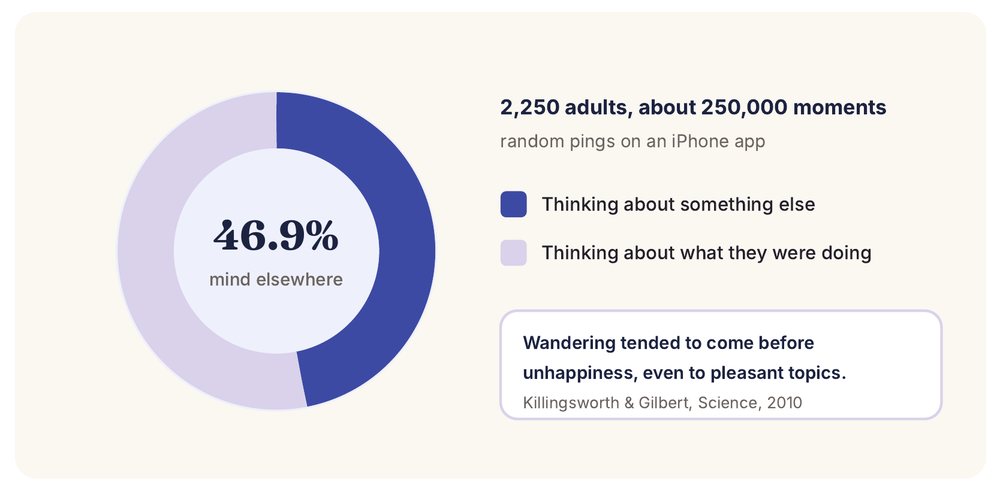 46.9%
mind elsewhere
2,250 adults, about 250,000 moments
random pings on an iPhone app
Thinking about something else
Thinking about what they were doing
Wandering tended to come before
unhappiness, even to pleasant topics.
Killingsworth & Gilbert, Science, 2010